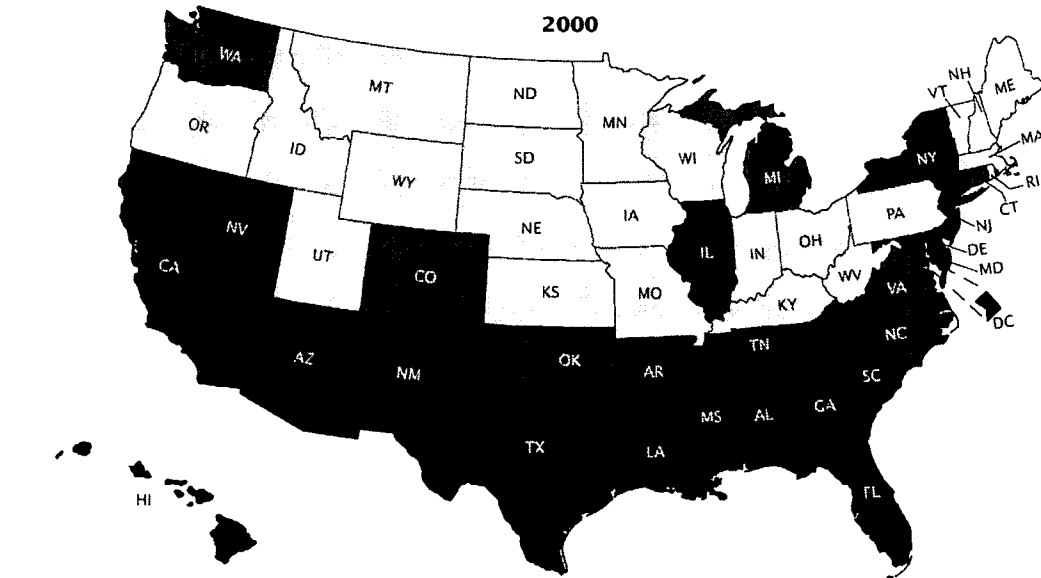 2000
WA
MT
ND
MN
NH
VT
ME
OR
ID
SD
WI
MI
NY
MA
WY
RI
CT
NV
UT
NE
IA
PA
NJ
CA
CO
IL
IN
OH
DE
MD
KS
MO
WV
VA
KY
DC
AZ
NM
OK
AR
TN
NC
SC
MS
AL
GA
TX
LA
HI
FL